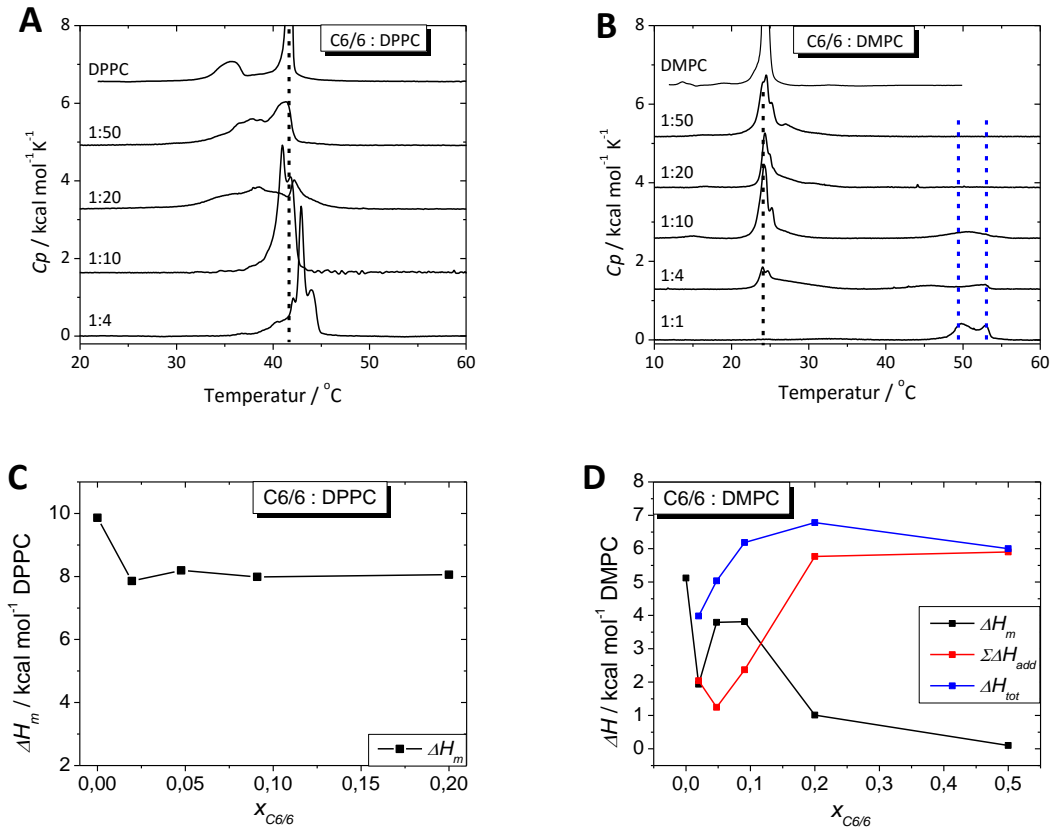 A
C6/6 : DPPC
8
6
4
2
0
Cp / kcal mol⁻¹K⁻¹
DPPC
1:50
1:20
1:10
1:4
20 30 40 50 60
Temperatur / °C
B
C6/6 : DMPC
8
6
4
2
0
Cp / kcal mol⁻¹K⁻¹
DMPC
1:50
1:20
1:10
1:4
1:1
10 20 30 40 50 60
Temperatur / °C
C
C6/6 : DPPC
10
8
6
4
2
ΔHm / kcal mol⁻¹ DPPC
ΔHm
0,00 0,05 0,10 0,15 0,20
xC6/6
D
C6/6 : DMPC
8
7
6
5
4
3
2
1
0
ΔH / kcal mol⁻¹ DMPC
ΔHm
ΣΔHadd
ΔHtot
0,0 0,1 0,2 0,3 0,4 0,5
xC6/6